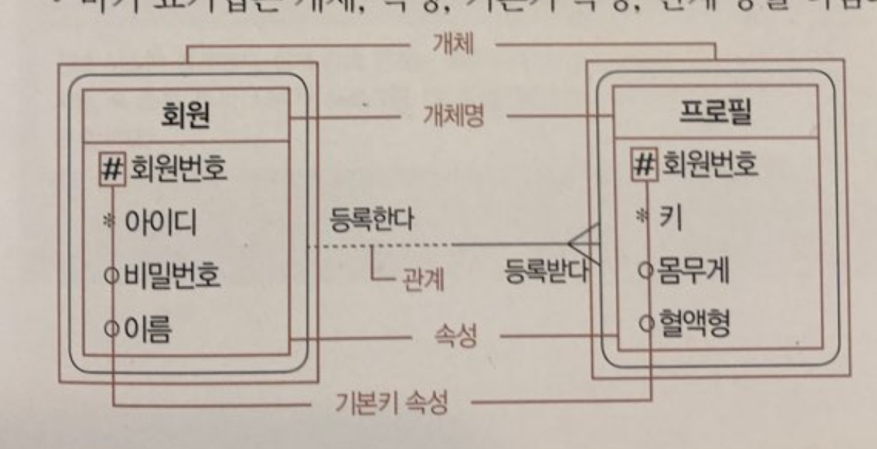 개체
회원
개체명
프로필
# 회원번호
# 회원번호
* 아이디
등록한다
* 키
○ 비밀번호
관계
등록받다
○ 몸무게
○ 이름
속성
○ 혈액형
기본키 속성